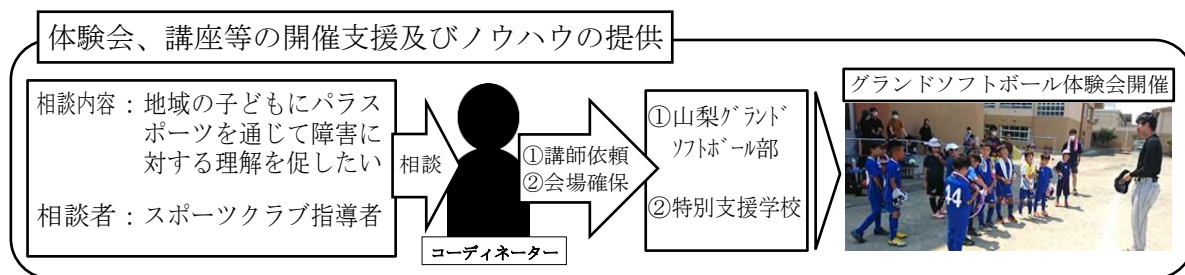 体験会、講座等の開催支援及びノウハウの提供
相談内容：地域の子どもにパラス
ポーツを通じて障害に
対する理解を促したい
相談者：スポーツクラブ指導者
相談
コーディネーター
①講師依頼
②会場確保
①山梨グランド
ソフトボール部
②特別支援学校
グランドソフトボール体験会開催
44